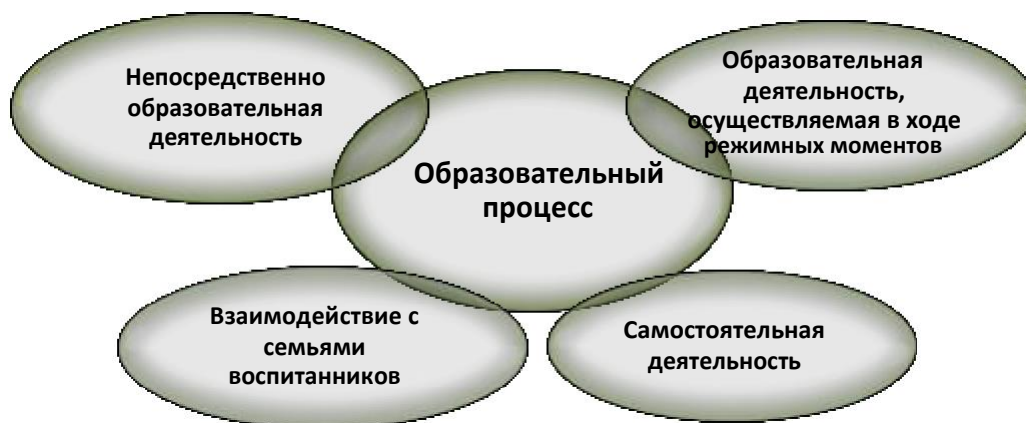 Непосредственно
образовательная
деятельность
Образовательная
деятельность,
осуществляемая в ходе
режимных моментов
Образовательный
процесс
Взаимодействие с
семьями
воспитанников
Самостоятельная
деятельность